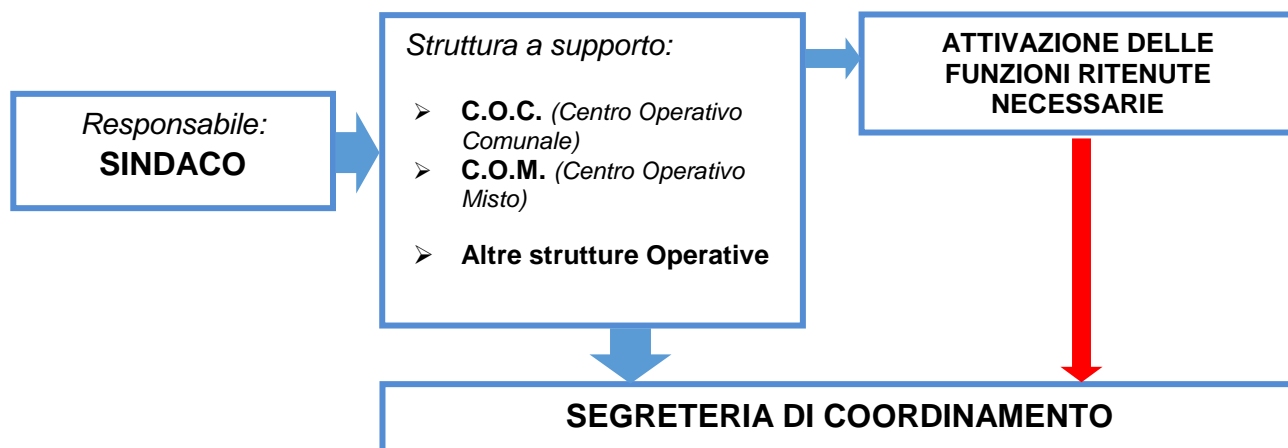 Responsabile:
SINDACO
Struttura a supporto:
➢ C.O.C. (Centro Operativo
Comunale)
➢ C.O.M. (Centro Operativo
Misto)
➢ Altre strutture Operative
ATTIVAZIONE DELLE
FUNZIONI RITENUTE
NECESSARIE
SEGRETERIA DI COORDINAMENTO